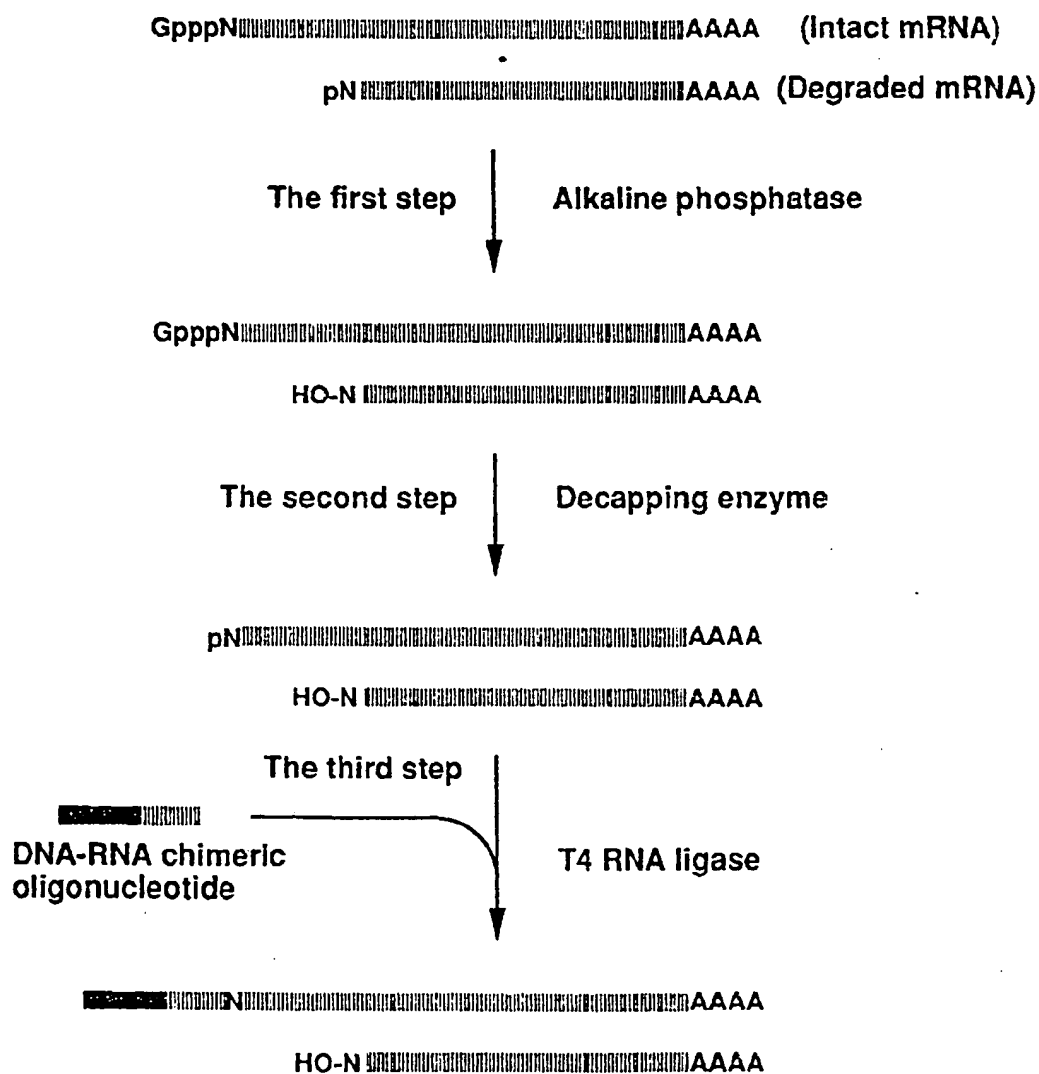 GpppN AAAA (Intact mRNA)
pN AAAA (Degraded mRNA)
The first step Alkaline phosphatase
GpppN AAAA
HO-N AAAA
The second step Decapping enzyme
pN AAAA
HO-N AAAA
The third step
DNA-RNA chimeric
oligonucleotide
T4 RNA ligase
N AAAA
HO-N AAAA